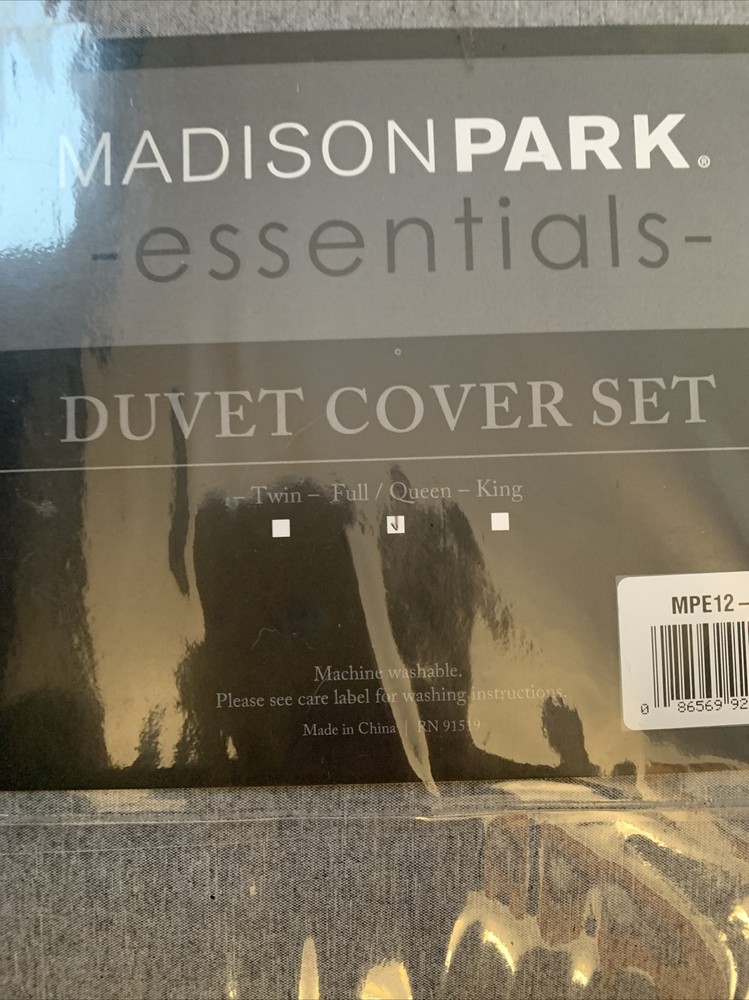 MADISONPARK®
-essentials-
DUVET COVER SET
– Twin – Full / Queen – King
MPE12 –
0 86569 92
Machine washable.
Please see care label for washing instructions.
Made in China | RN 91519